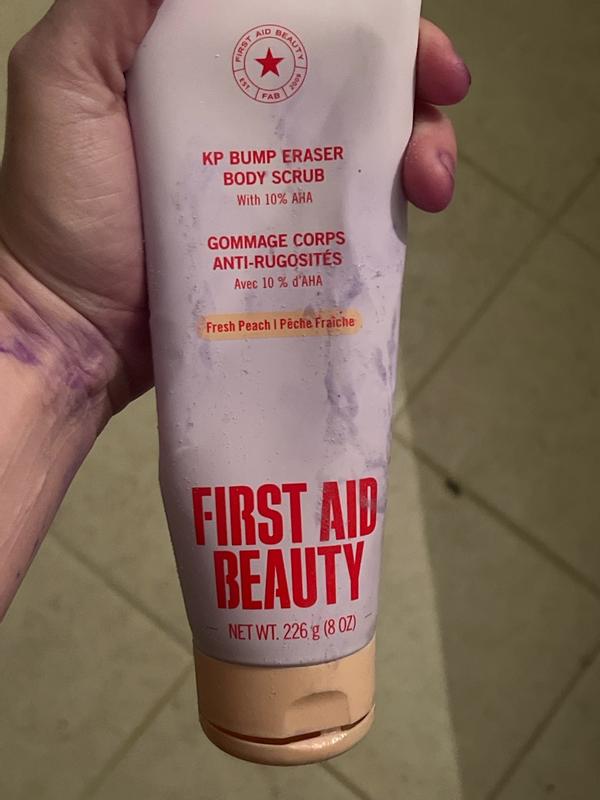 FIRST AID BEAUTY
EST. FAB 2009
KP BUMP ERASER
BODY SCRUB
With 10% AHA
GOMMAGE CORPS
ANTI-RUGOSITÉS
Avec 10 % d'AHA
Fresh Peach | Pêche Fraîche
FIRST AID
BEAUTY
NET WT. 226 g (8 OZ)